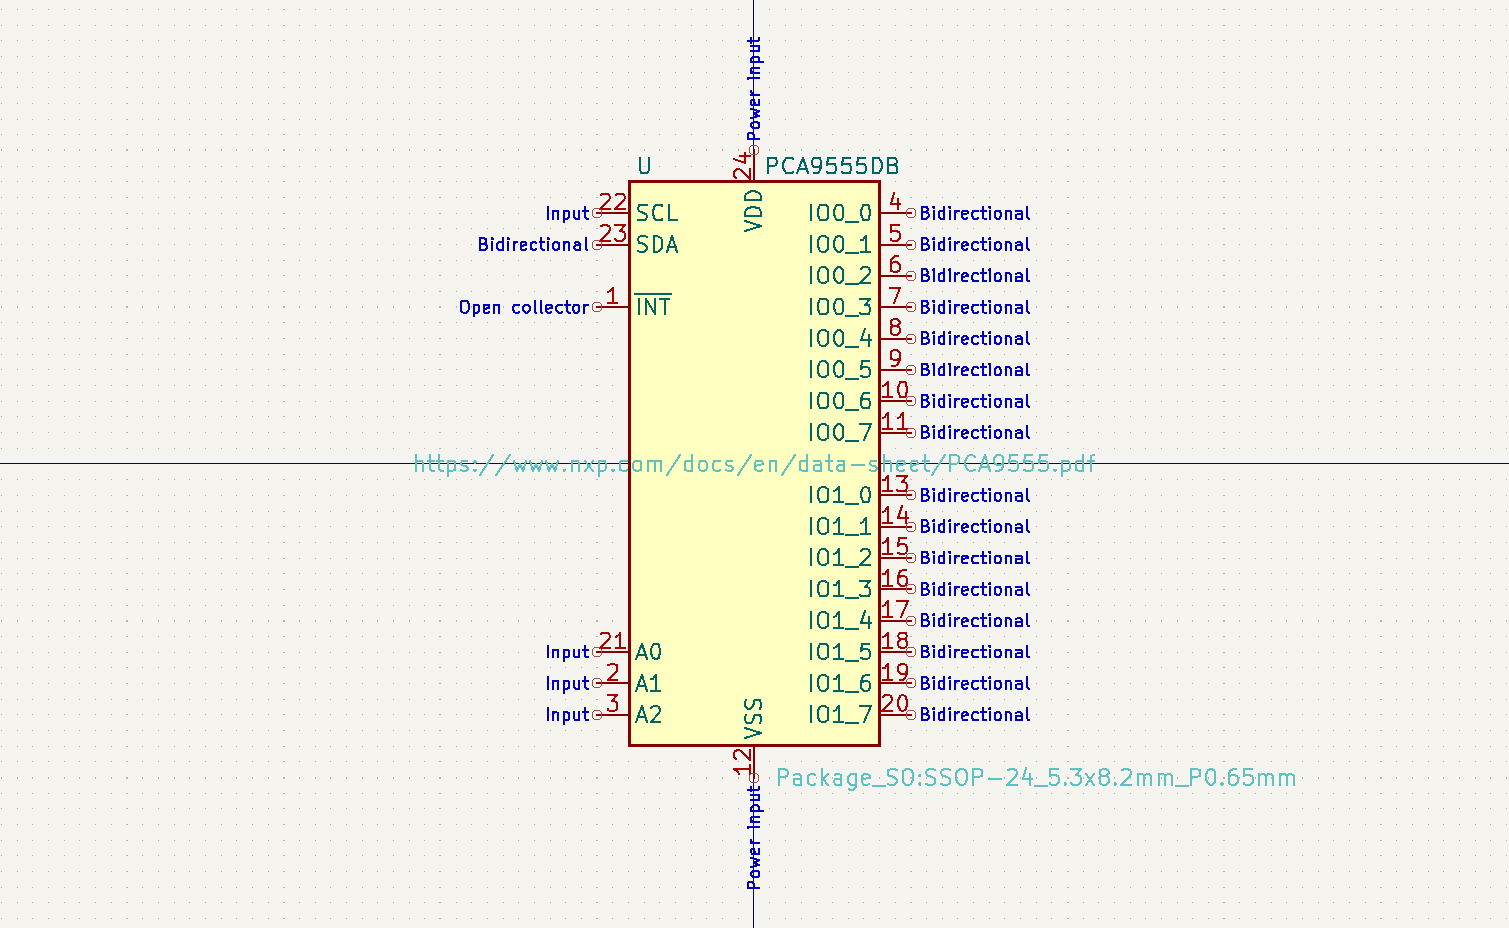 Power Input
24
U PCA9555DB
VDD
Input 22 SCL IO0_0 4 Bidirectional
Bidirectional 23 SDA IO0_1 5 Bidirectional
IO0_2 6 Bidirectional
Open collector 1 INT IO0_3 7 Bidirectional
IO0_4 8 Bidirectional
IO0_5 9 Bidirectional
IO0_6 10 Bidirectional
IO0_7 11 Bidirectional
https://www.nxp.com/docs/en/data-sheet/PCA9555.pdf
IO1_0 13 Bidirectional
IO1_1 14 Bidirectional
IO1_2 15 Bidirectional
IO1_3 16 Bidirectional
IO1_4 17 Bidirectional
Input 21 A0 IO1_5 18 Bidirectional
Input 2 A1 IO1_6 19 Bidirectional
Input 3 A2 IO1_7 20 Bidirectional
VSS
12
Package_SO:SSOP-24_5.3x8.2mm_P0.65mm
Power Input